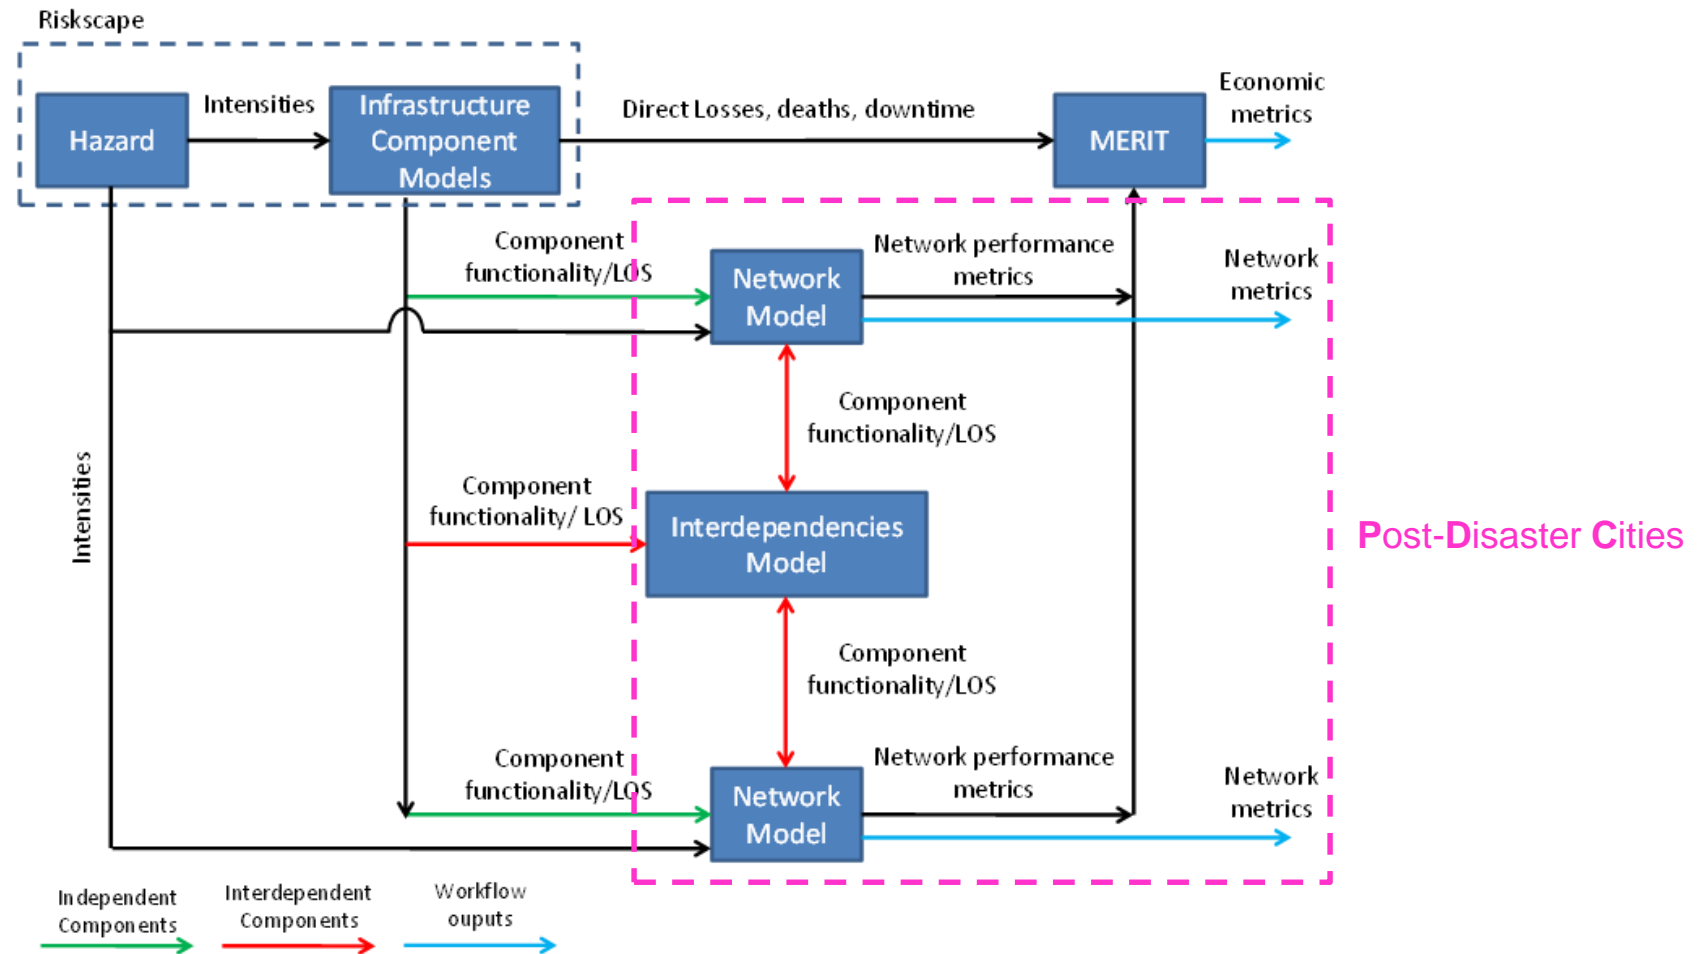 Riskscape
Hazard
Intensities
Infrastructure
Component
Models
Direct Losses, deaths, downtime
MERIT
Economic
metrics
Component
functionality/LOS
Network
Model
Network performance
metrics
Network
metrics
Component
functionality/LOS
Intensities
Component
functionality/ LOS
Interdependencies
Model
Post-Disaster Cities
Component
functionality/LOS
Component
functionality/LOS
Network
Model
Network performance
metrics
Network
metrics
Independent
Components
Interdependent
Components
Workflow
ouputs